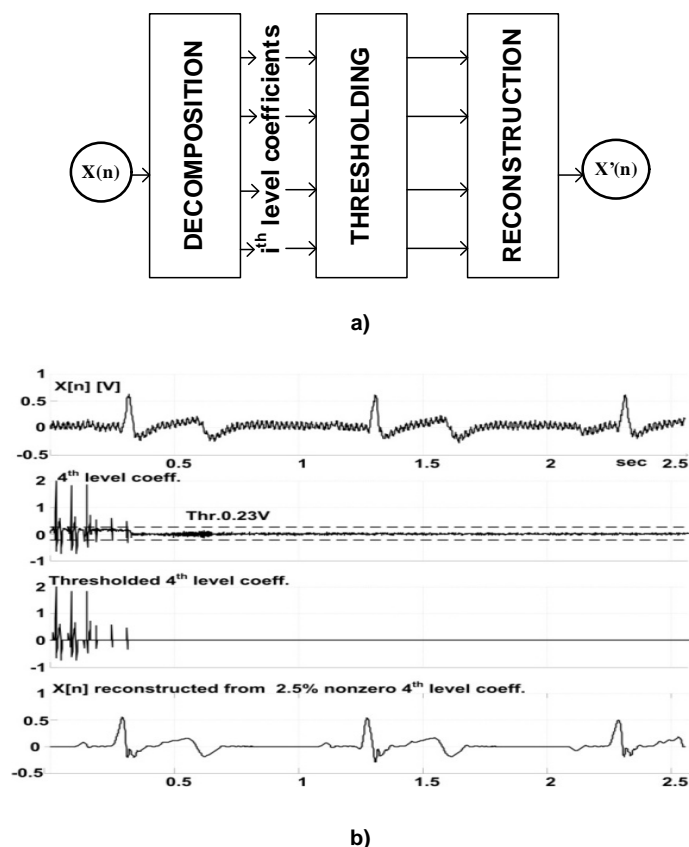 X(n)
DECOMPOSITION
iᵗʰ level coefficients
THRESHOLDING
RECONSTRUCTION
X'(n)
a)
1
X[n] [V]
0.5
0
-0.5
0.5 1 1.5 2 sec 2.5
2
4ᵗʰ level coeff.
1
Thr.0.23V
0
-1
2
Thresholded 4ᵗʰ level coeff.
1
0
-1
1
X[n] reconstructed from 2.5% nonzero 4ᵗʰ level coeff.
0.5
0
-0.5
0.5 1 1.5 2 2.5
b)